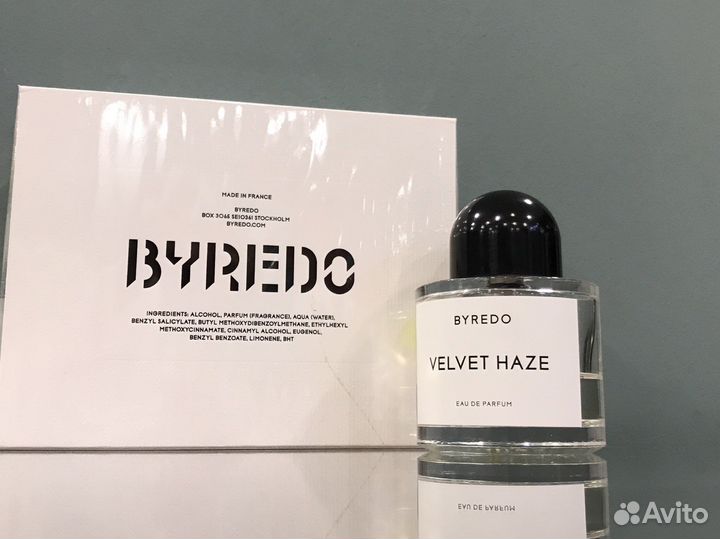 MADE IN FRANCE
BYREDO
BOX 3065 SE10361 STOCKHOLM
BYREDO.COM
BYREDO
INGREDIENTS: ALCOHOL, PARFUM (FRAGRANCE), AQUA (WATER),
BENZYL SALICYLATE, BUTYL METHOXYDIBENZOYLMETHANE, ETHYLHEXYL
METHOXYCINNAMATE, CINNAMYL ALCOHOL, EUGENOL,
BENZYL BENZOATE, LIMONENE, BHT
BYREDO
VELVET HAZE
EAU DE PARFUM
EAU DE PARFUM
Avito